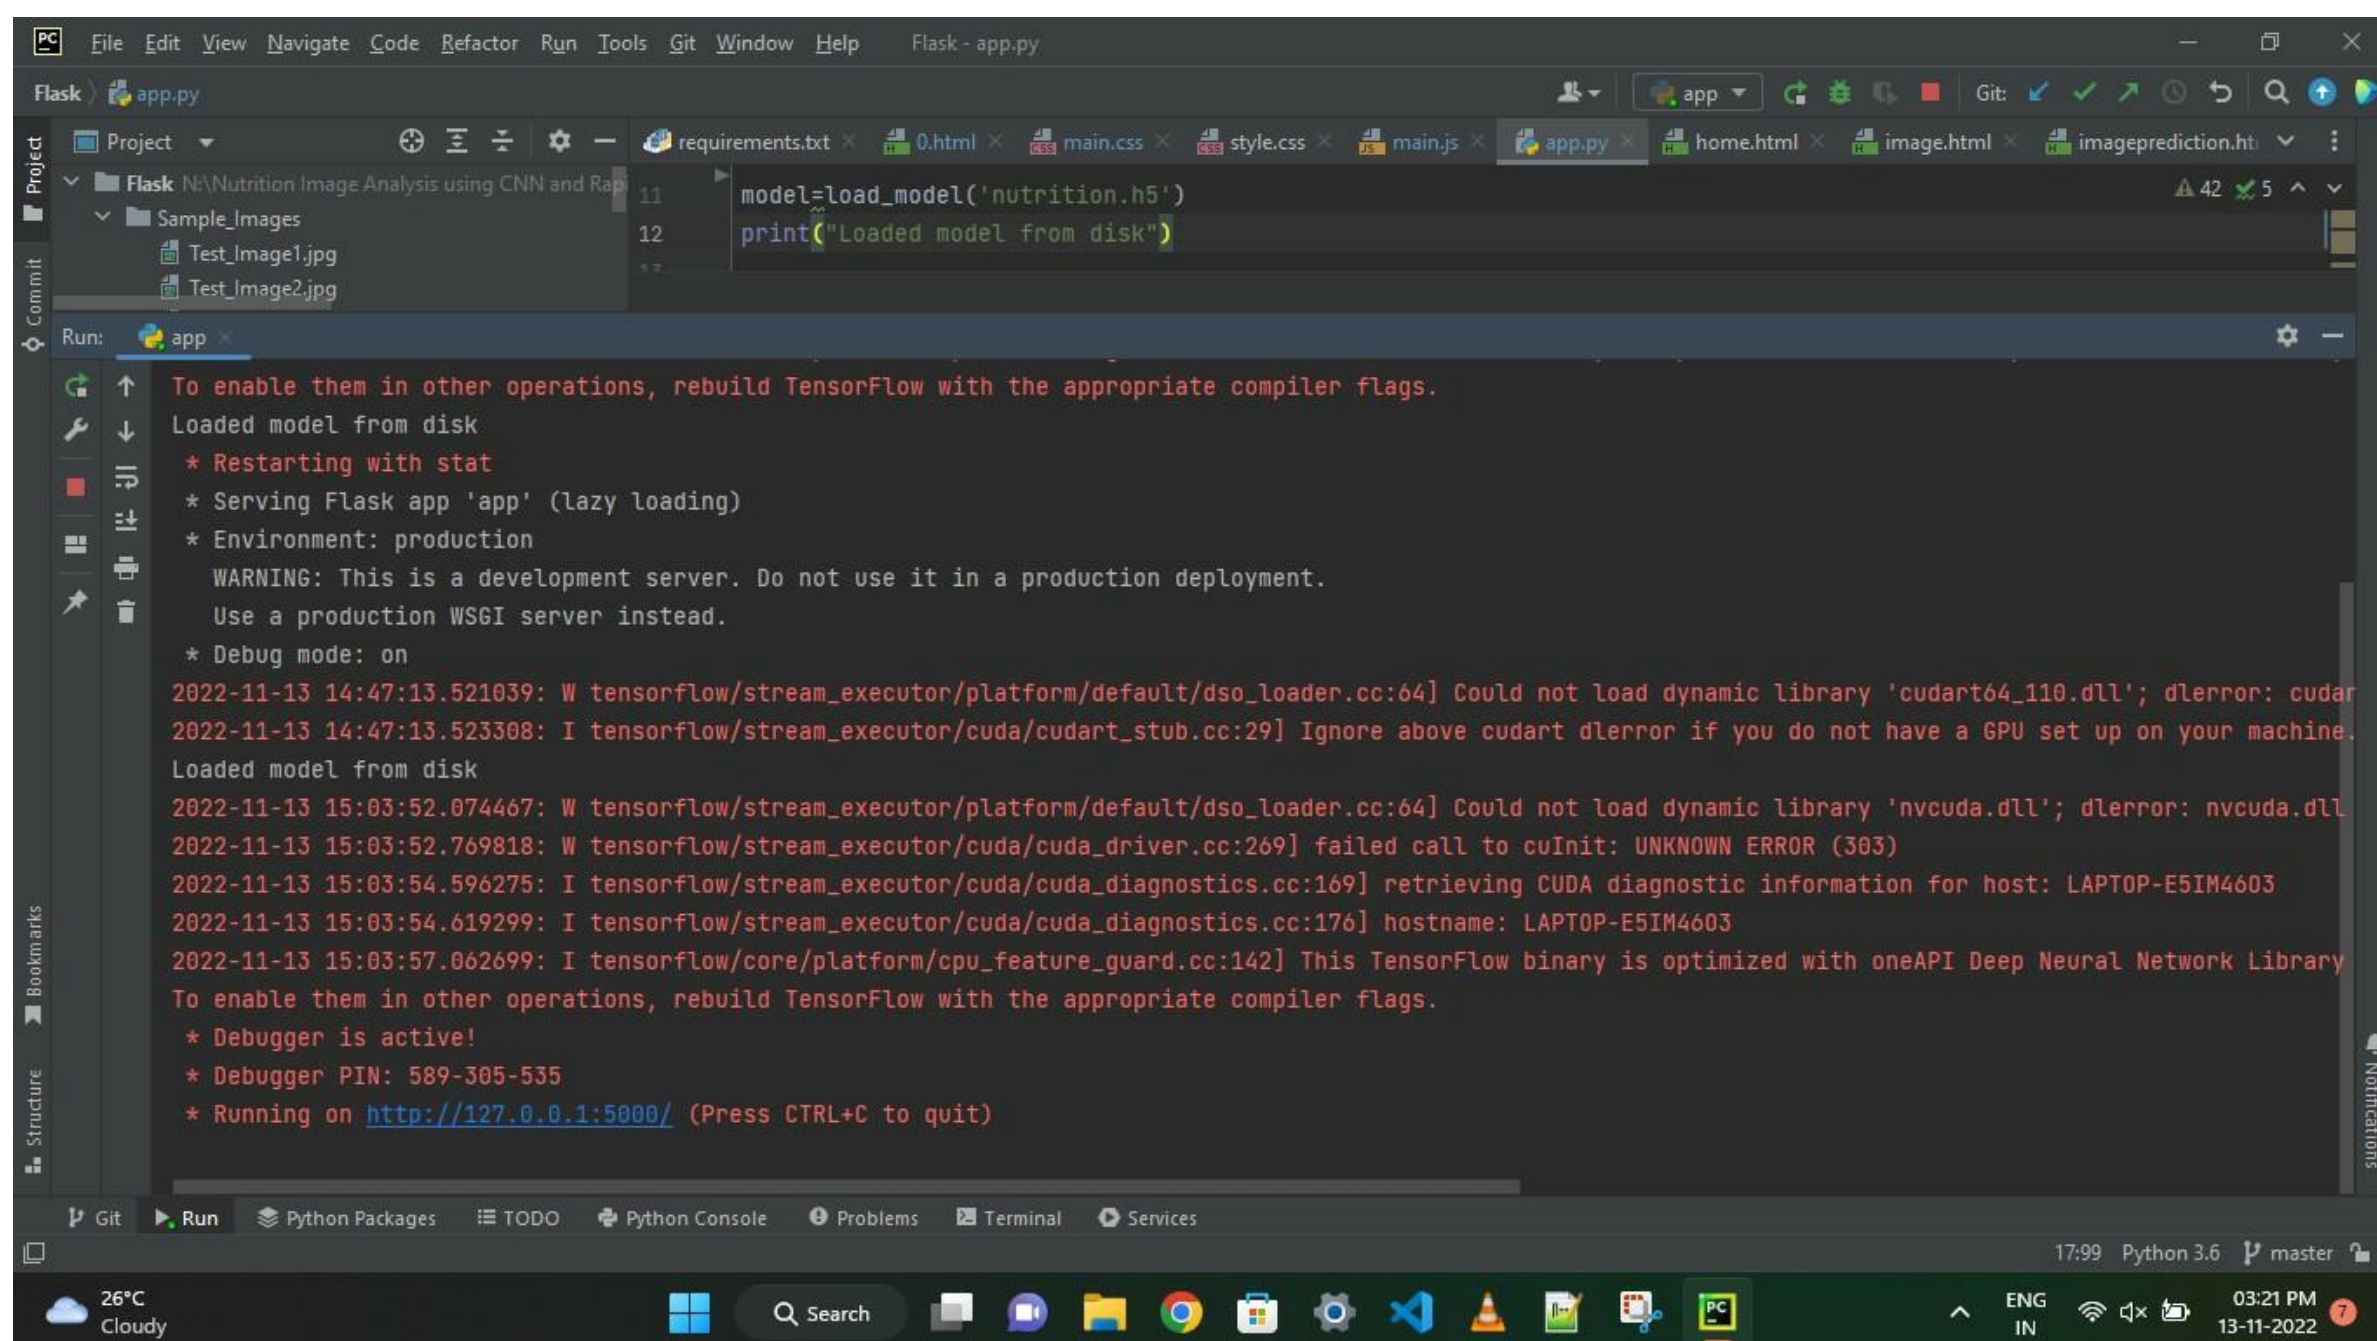 PC File Edit View Navigate Code Refactor Run Tools Git Window Help Flask - app.py
Flask app.py app Git:
Project requirements.txt 0.html main.css style.css main.js app.py home.html image.html imageprediction.ht
Flask N:\Nutrition Image Analysis using CNN and Rap
11 model=load_model('nutrition.h5') 42 5
Sample_Images
12 print("Loaded model from disk")
Test_Image1.jpg
Test_Image2.jpg
Project
Commit
Run: app
To enable them in other operations, rebuild TensorFlow with the appropriate compiler flags.
Loaded model from disk
* Restarting with stat
* Serving Flask app 'app' (lazy loading)
* Environment: production
WARNING: This is a development server. Do not use it in a production deployment.
Use a production WSGI server instead.
* Debug mode: on
2022-11-13 14:47:13.521039: W tensorflow/stream_executor/platform/default/dso_loader.cc:64] Could not load dynamic library 'cudart64_110.dll'; dlerror: cudar
2022-11-13 14:47:13.523308: I tensorflow/stream_executor/cuda/cudart_stub.cc:29] Ignore above cudart dlerror if you do not have a GPU set up on your machine.
Loaded model from disk
2022-11-13 15:03:52.074467: W tensorflow/stream_executor/platform/default/dso_loader.cc:64] Could not load dynamic library 'nvcuda.dll'; dlerror: nvcuda.dll
2022-11-13 15:03:52.769818: W tensorflow/stream_executor/cuda/cuda_driver.cc:269] failed call to cuInit: UNKNOWN ERROR (303)
2022-11-13 15:03:54.596275: I tensorflow/stream_executor/cuda/cuda_diagnostics.cc:169] retrieving CUDA diagnostic information for host: LAPTOP-E5IM46O3
2022-11-13 15:03:54.619299: I tensorflow/stream_executor/cuda/cuda_diagnostics.cc:176] hostname: LAPTOP-E5IM46O3
2022-11-13 15:03:57.062699: I tensorflow/core/platform/cpu_feature_guard.cc:142] This TensorFlow binary is optimized with oneAPI Deep Neural Network Library
To enable them in other operations, rebuild TensorFlow with the appropriate compiler flags.
* Debugger is active!
* Debugger PIN: 589-305-535
* Running on http://127.0.0.1:5000/ (Press CTRL+C to quit)
Bookmarks
Structure
Notifications
Git Run Python Packages TODO Python Console Problems Terminal Services
17:99 Python 3.6 master
26°C
Cloudy
Search
PC
ENG
IN
03:21 PM
13-11-2022
7